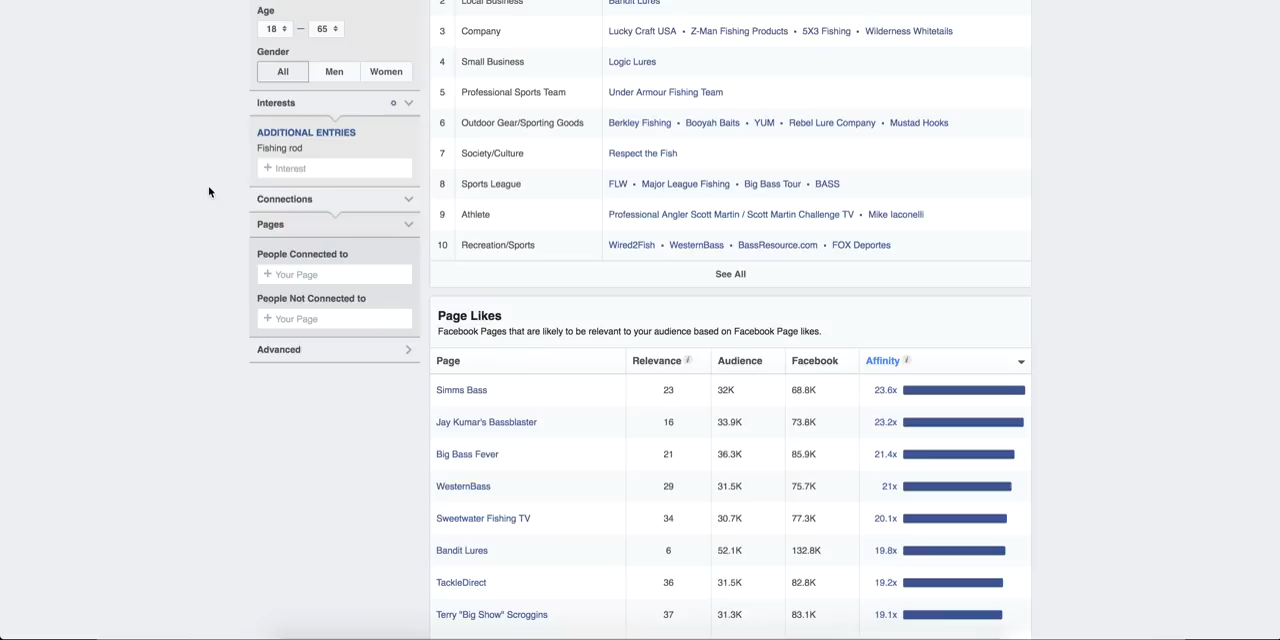 Age
18 — 65
Gender
All Men Women
Interests
ADDITIONAL ENTRIES
Fishing rod
+ Interest
Connections
Pages
People Connected to
+ Your Page
People Not Connected to
+ Your Page
Advanced
2 Local Business Bandit Lures
3 Company Lucky Craft USA • Z-Man Fishing Products • 5X3 Fishing • Wilderness Whitetails
4 Small Business Logic Lures
5 Professional Sports Team Under Armour Fishing Team
6 Outdoor Gear/Sporting Goods Berkley Fishing • Booyah Baits • YUM • Rebel Lure Company • Mustad Hooks
7 Society/Culture Respect the Fish
8 Sports League FLW • Major League Fishing • Big Bass Tour • BASS
9 Athlete Professional Angler Scott Martin / Scott Martin Challenge TV • Mike Iaconelli
10 Recreation/Sports Wired2Fish • WesternBass • BassResource.com • FOX Deportes
See All
Page Likes
Facebook Pages that are likely to be relevant to your audience based on Facebook Page likes.
Page Relevance i Audience Facebook Affinity i
Simms Bass 23 32K 68.8K 23.6x
Jay Kumar's Bassblaster 16 33.9K 73.8K 23.2x
Big Bass Fever 21 36.3K 85.9K 21.4x
WesternBass 29 31.5K 75.7K 21x
Sweetwater Fishing TV 34 30.7K 77.3K 20.1x
Bandit Lures 6 52.1K 132.8K 19.8x
TackleDirect 36 31.5K 82.8K 19.2x
Terry "Big Show" Scroggins 37 31.3K 83.1K 19.1x